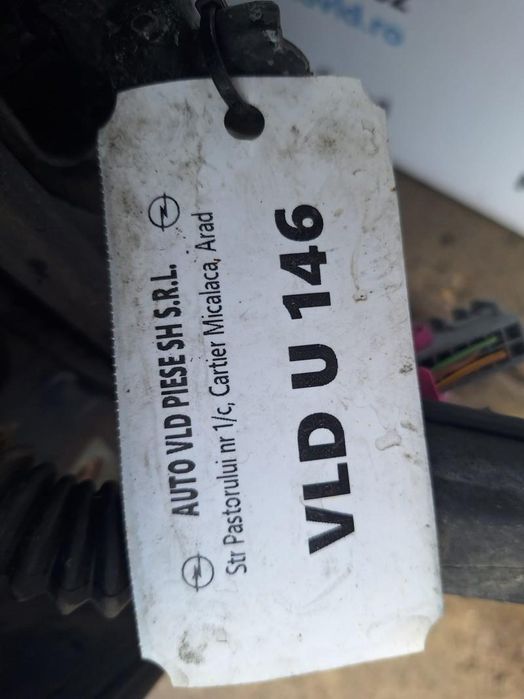 AUTO VLD PIESE SH S.R.L.
Str Pastorului nr 1/c, Cartier Micalaca, Arad
VLD U 146